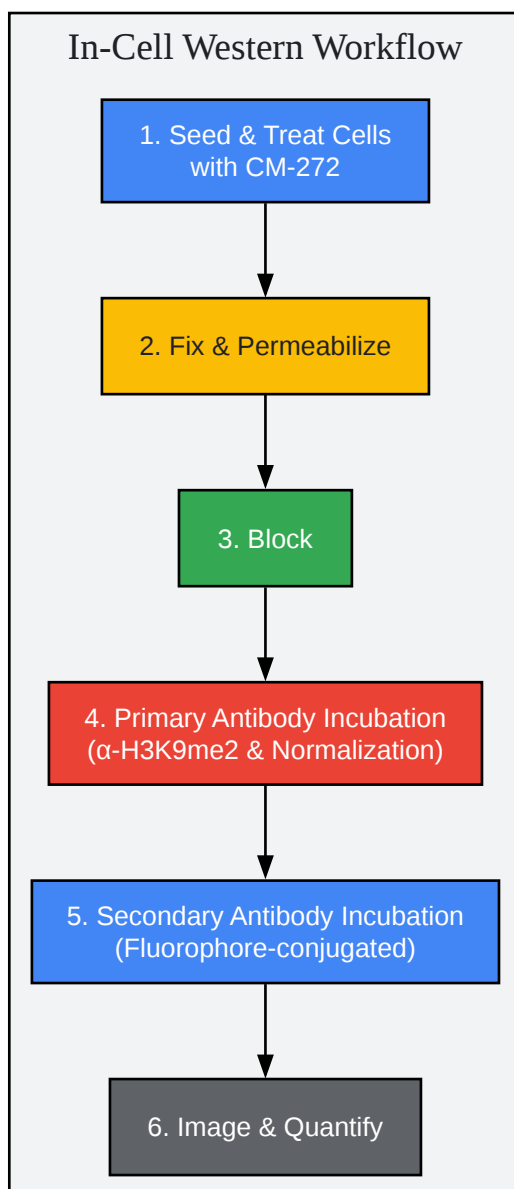 In-Cell Western Workflow
1. Seed & Treat Cells
with CM-272
2. Fix & Permeabilize
3. Block
4. Primary Antibody Incubation
(α-H3K9me2 & Normalization)
5. Secondary Antibody Incubation
(Fluorophore-conjugated)
6. Image & Quantify